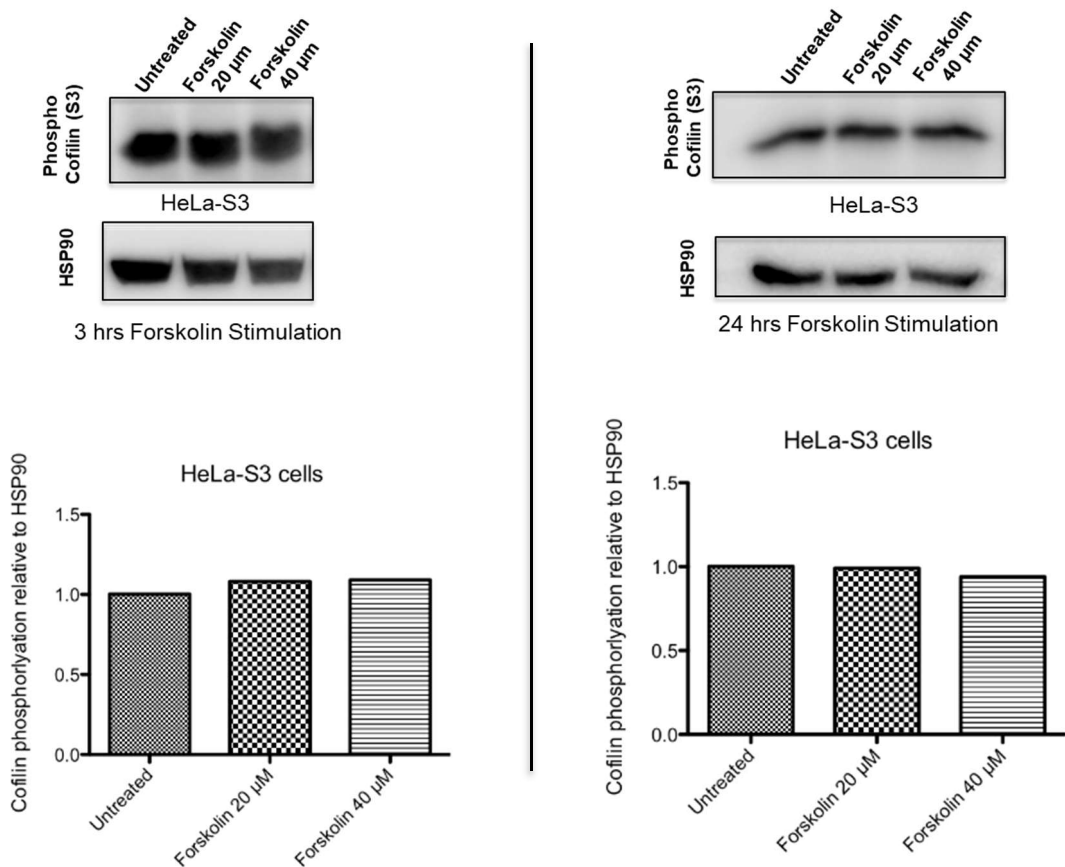 Untreated
Forskolin
20 µm
Forskolin
40 µm
Phospho
Cofilin (S3)
HeLa-S3
HSP90
3 hrs Forskolin Stimulation
Untreated
Forskolin
20 µm
Forskolin
40 µm
Phospho
Cofilin (S3)
HeLa-S3
HSP90
24 hrs Forskolin Stimulation
HeLa-S3 cells
Cofilin phosphorlyation relative to HSP90
1.5
1.0
0.5
0.0
Untreated
Forskolin 20 µM
Forskolin 40 µM
HeLa-S3 cells
Cofilin phosphorlyation relative to HSP90
1.5
1.0
0.5
0.0
Untreated
Forskolin 20 µM
Forskolin 40 µM